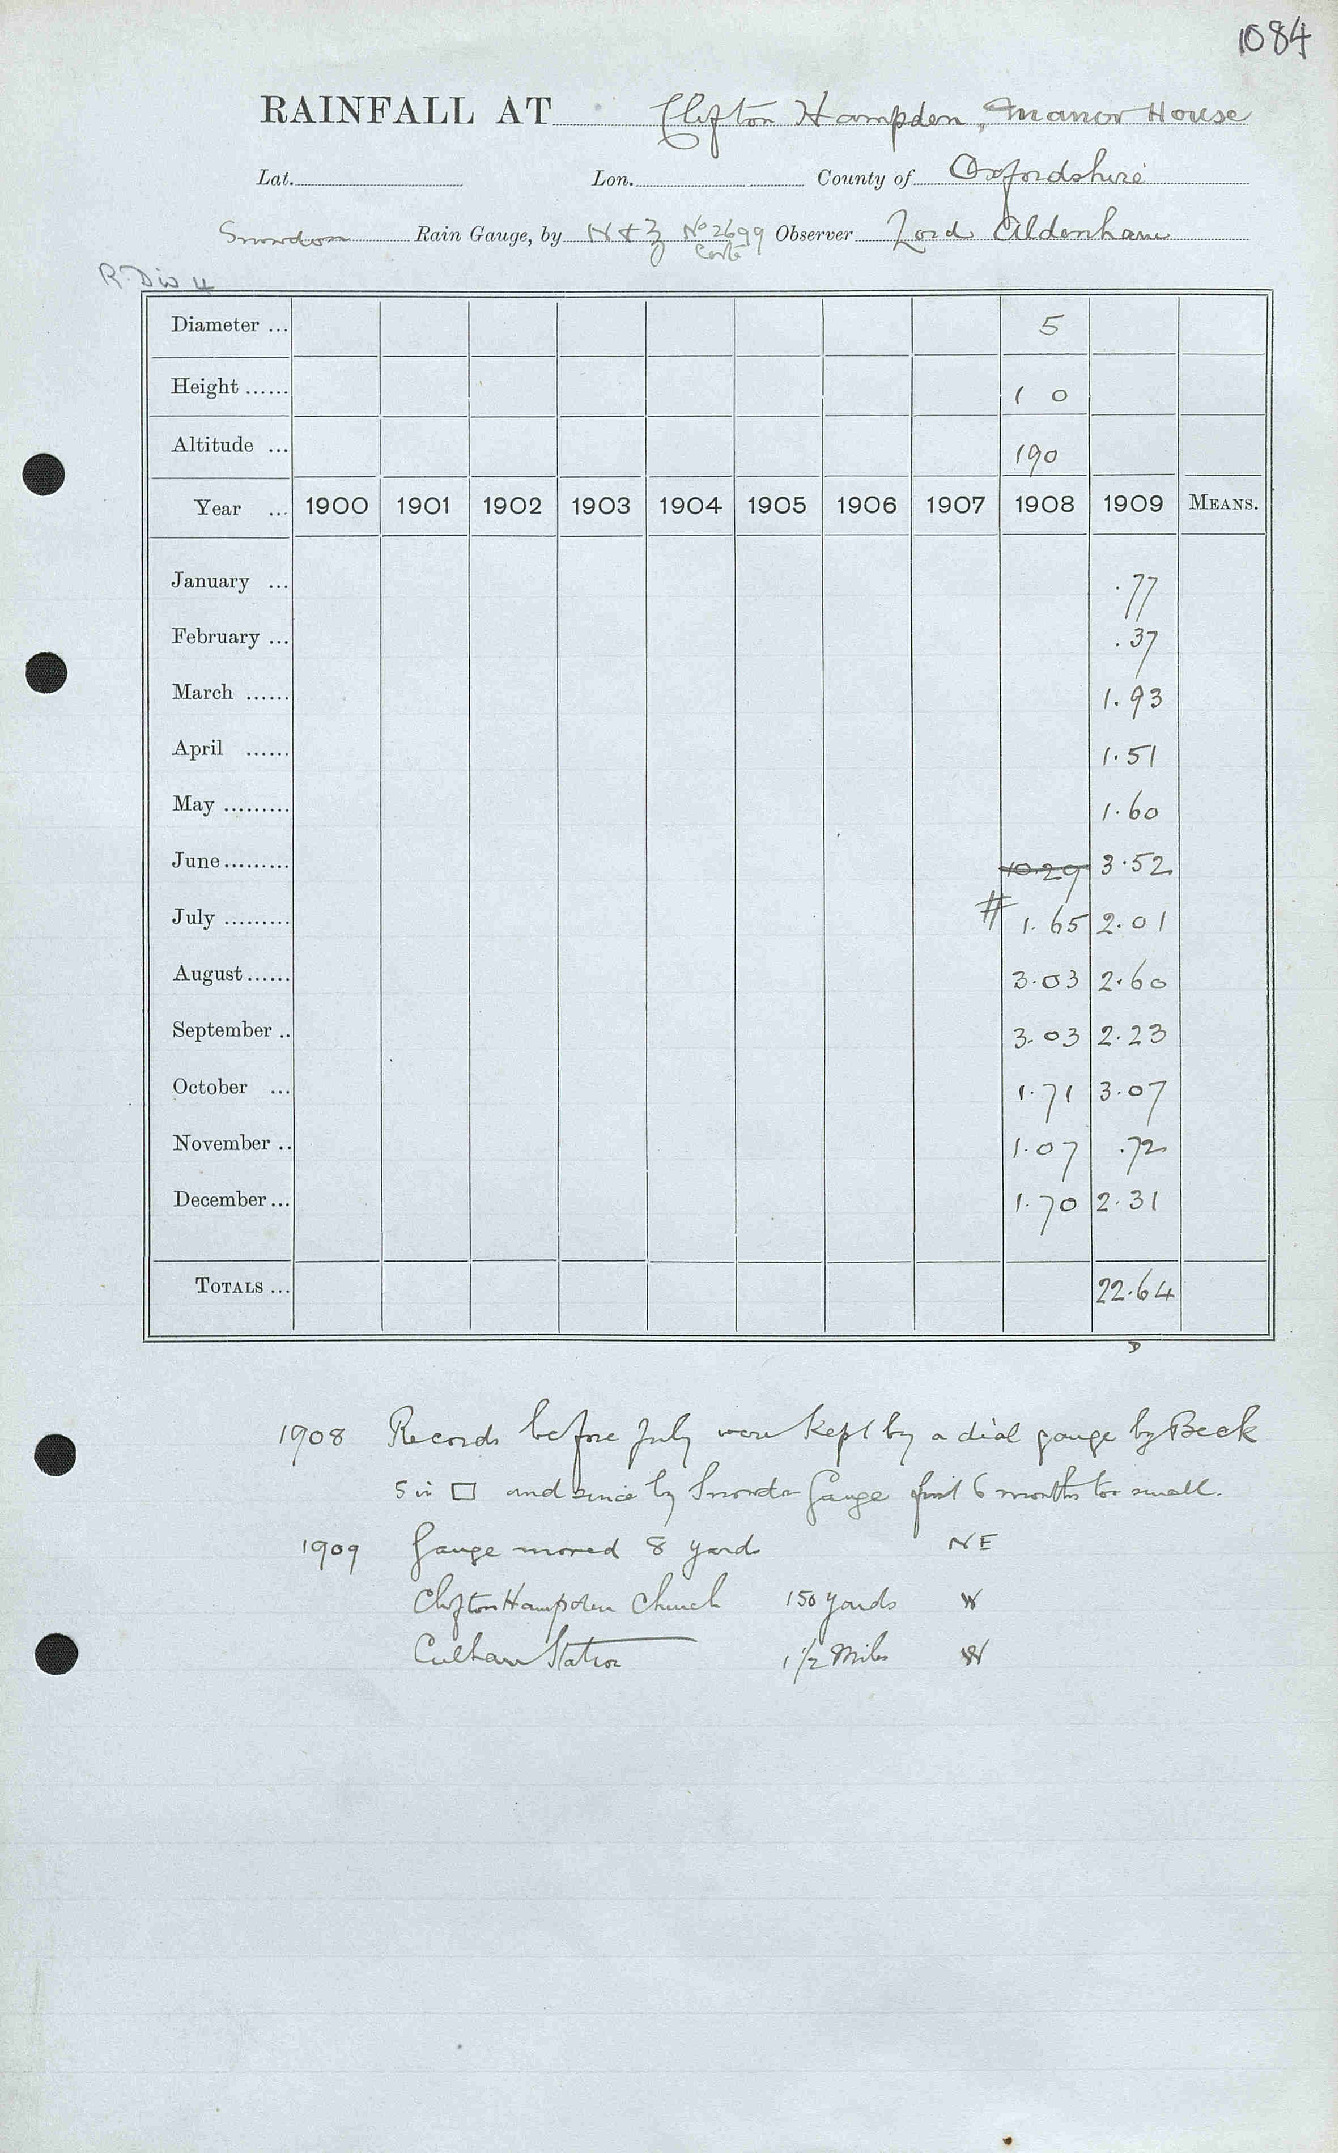 1084
RAINFALL AT Clifton Hampden, Manor House
Lat. Lon. County of Oxfordshire
Snowdon Rain Gauge, by N & Z No 2699 Observer Lord Aldenham
Certe
R. Div 4
Diameter ... 5
Height ...... 1 0
Altitude ... 190
Year ... 1900 1901 1902 1903 1904 1905 1906 1907 1908 1909 MEANS.
January ... .77
February ... .37
March ...... 1.93
April ...... 1.51
May ......... 1.60
June ......... 10.29 3.52
July ......... # 1.65 2.01
August ...... 3.03 2.60
September .. 3.03 2.23
October ... 1.71 3.07
November .. 1.07 .72
December ... 1.70 2.31
TOTALS ... 22.64
D
1908 Records before July were kept by a dial gauge by Beck
5 in □ and since by Snowdon Gauge first 6 months too small.
1909 Gauge moved 8 yards NE
Clifton Hampden Church 150 yards W
Culham Station 1 1/2 Miles W